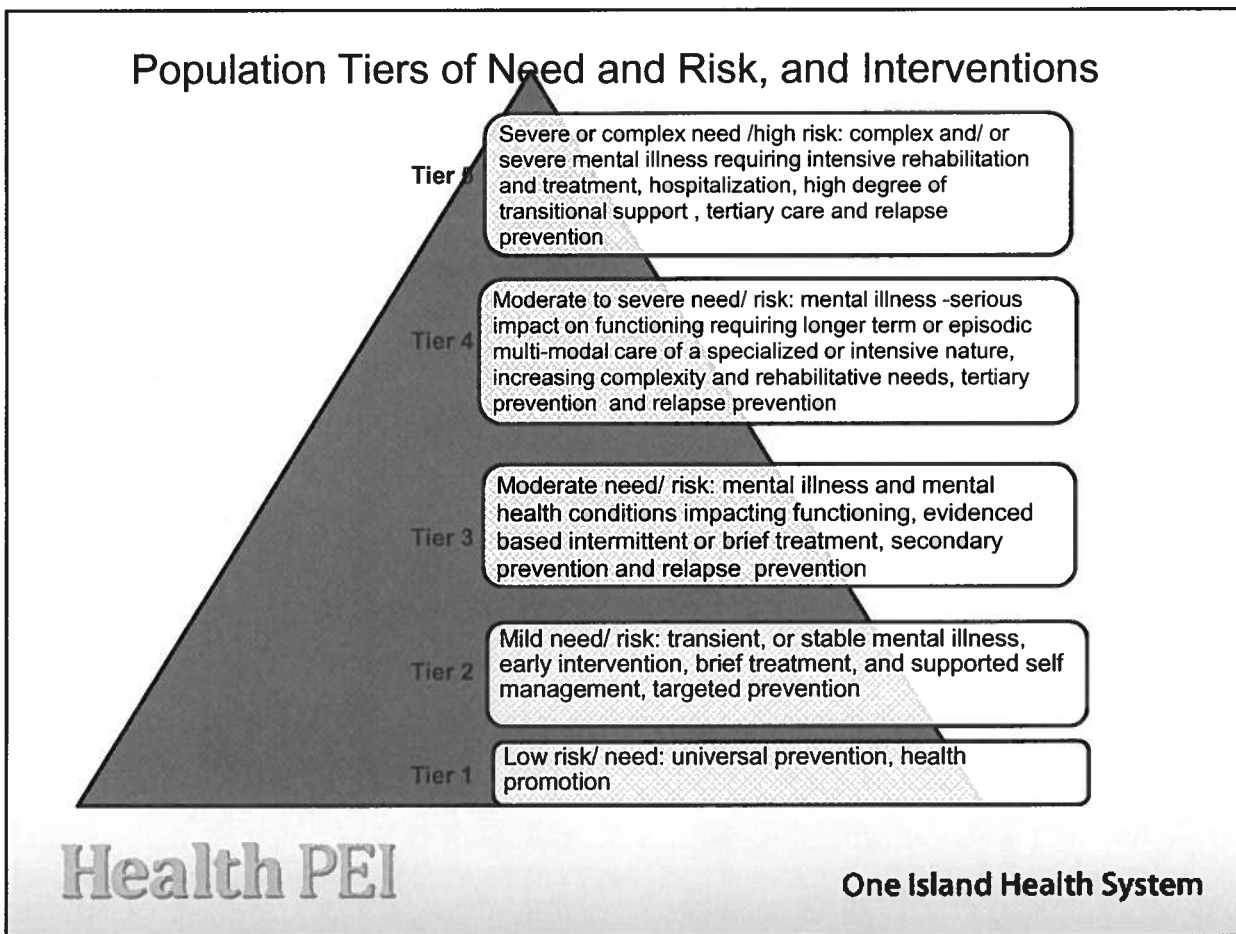 Population Tiers of Need and Risk, and Interventions
Tier 5
Severe or complex need /high risk: complex and/ or
severe mental illness requiring intensive rehabilitation
and treatment, hospitalization, high degree of
transitional support , tertiary care and relapse
prevention
Tier 4
Moderate to severe need/ risk: mental illness -serious
impact on functioning requiring longer term or episodic
multi-modal care of a specialized or intensive nature,
increasing complexity and rehabilitative needs, tertiary
prevention and relapse prevention
Tier 3
Moderate need/ risk: mental illness and mental
health conditions impacting functioning, evidenced
based intermittent or brief treatment, secondary
prevention and relapse prevention
Tier 2
Mild need/ risk: transient, or stable mental illness,
early intervention, brief treatment, and supported self
management, targeted prevention
Tier 1
Low risk/ need: universal prevention, health
promotion
Health PEI
One Island Health System